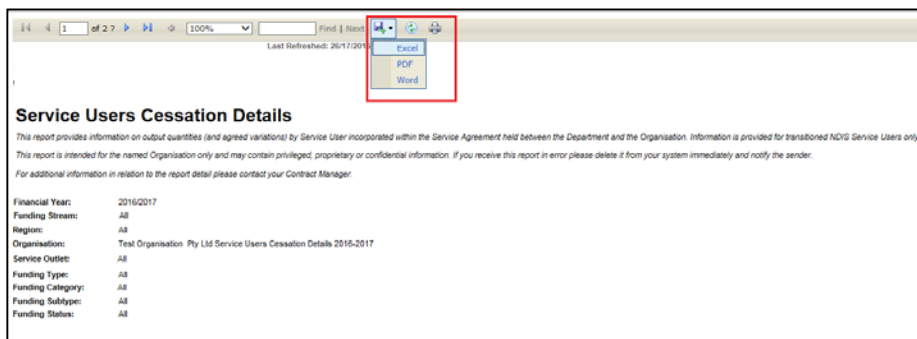 1 of 2 7 100% Find | Next
Last Refreshed: 26/17/201
Excel
PDF
Word
Service Users Cessation Details
This report provides information on output quantities (and agreed variations) by Service User incorporated within the Service Agreement held between the Department and the Organisation. Information is provided for transitioned NDIS Service Users only
This report is intended for the named Organisation only and may contain privileged, proprietary or confidential information. If you receive this report in error please delete it from your system immediately and notify the sender.
For additional information in relation to the report detail please contact your Contract Manager.
Financial Year: 2016/2017
Funding Stream: All
Region: All
Organisation: Test Organisation Pty Ltd Service Users Cessation Details 2016-2017
Service Outlet: All
Funding Type: All
Funding Category: All
Funding Subtype: All
Funding Status: All